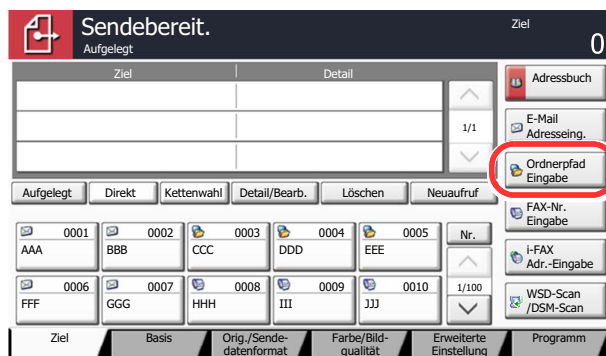 Sendebereit.
Aufgelegt
Ziel
0
Ziel Detail
1/1
Adressbuch
E-Mail
Adresseing.
Ordnerpfad
Eingabe
FAX-Nr.
Eingabe
i-FAX
Adr.-Eingabe
WSD-Scan
/DSM-Scan
Aufgelegt Direkt Kettenwahl Detail/Bearb. Löschen Neuaufruf
0001 0002 0003 0004 0005 Nr.
AAA BBB CCC DDD EEE
0006 0007 0008 0009 0010 1/100
FFF GGG HHH III JJJ
Ziel Basis Orig./Sende-
datenformat Farbe/Bild-
qualität Erweiterte
Einstellung Programm